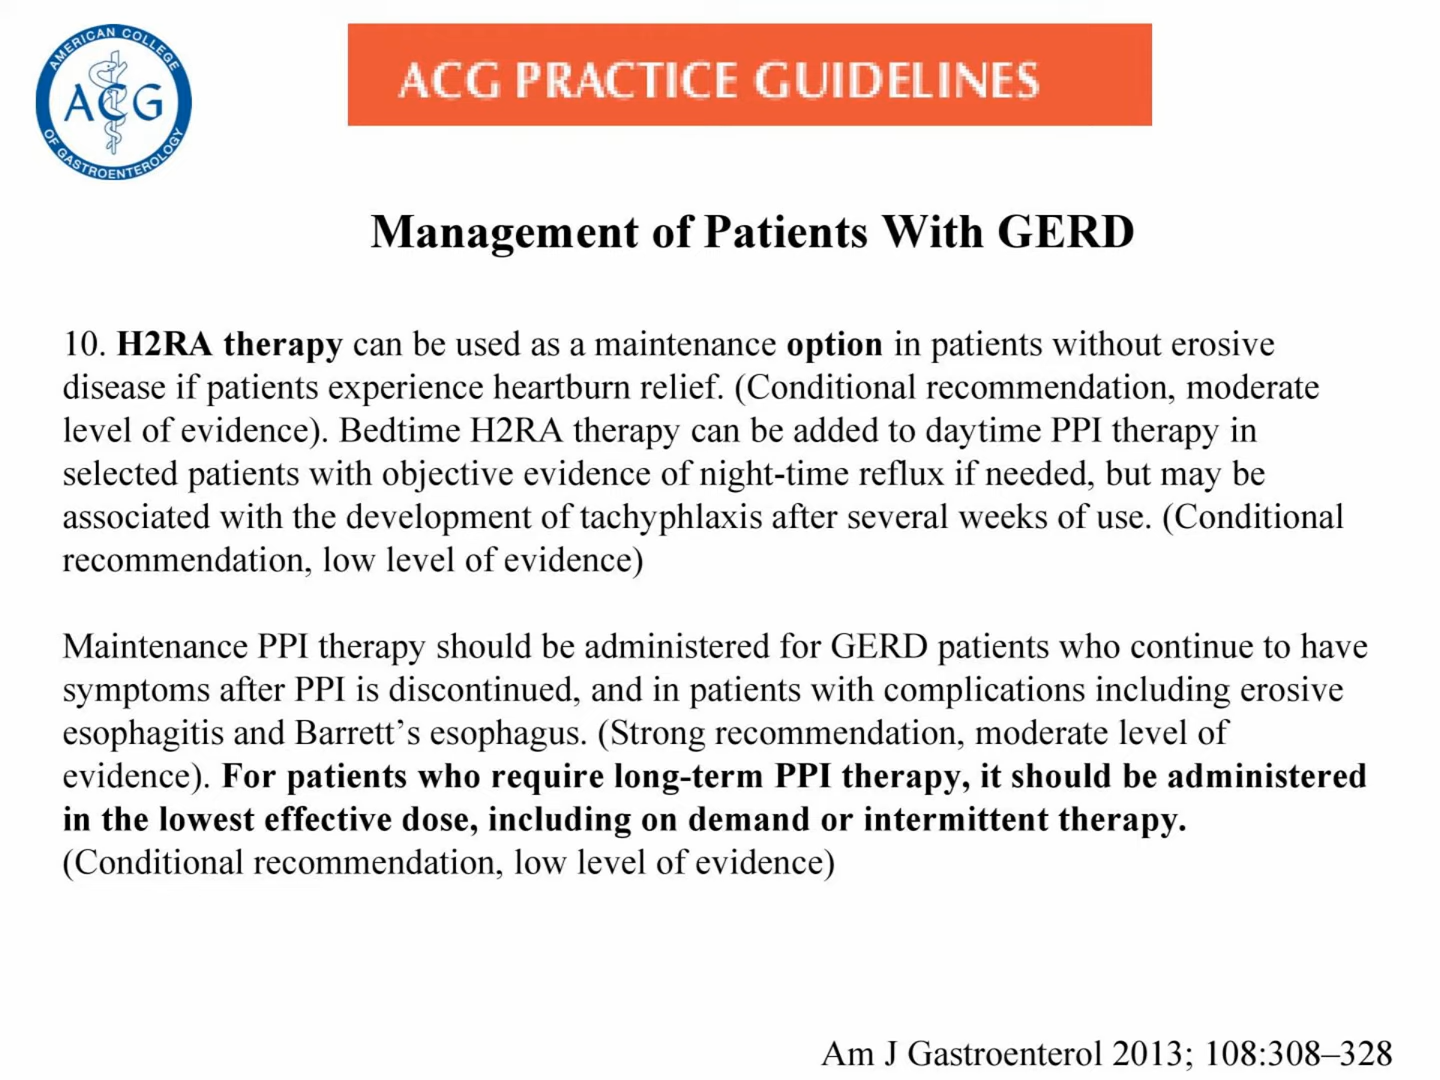 AMERICAN COLLEGE
ACG
OF GASTROENTEROLOGY
ACG PRACTICE GUIDELINES
Management of Patients With GERD
10. H2RA therapy can be used as a maintenance option in patients without erosive
disease if patients experience heartburn relief. (Conditional recommendation, moderate
level of evidence). Bedtime H2RA therapy can be added to daytime PPI therapy in
selected patients with objective evidence of night-time reflux if needed, but may be
associated with the development of tachyphlaxis after several weeks of use. (Conditional
recommendation, low level of evidence)
Maintenance PPI therapy should be administered for GERD patients who continue to have
symptoms after PPI is discontinued, and in patients with complications including erosive
esophagitis and Barrett’s esophagus. (Strong recommendation, moderate level of
evidence). For patients who require long-term PPI therapy, it should be administered
in the lowest effective dose, including on demand or intermittent therapy.
(Conditional recommendation, low level of evidence)
Am J Gastroenterol 2013; 108:308–328